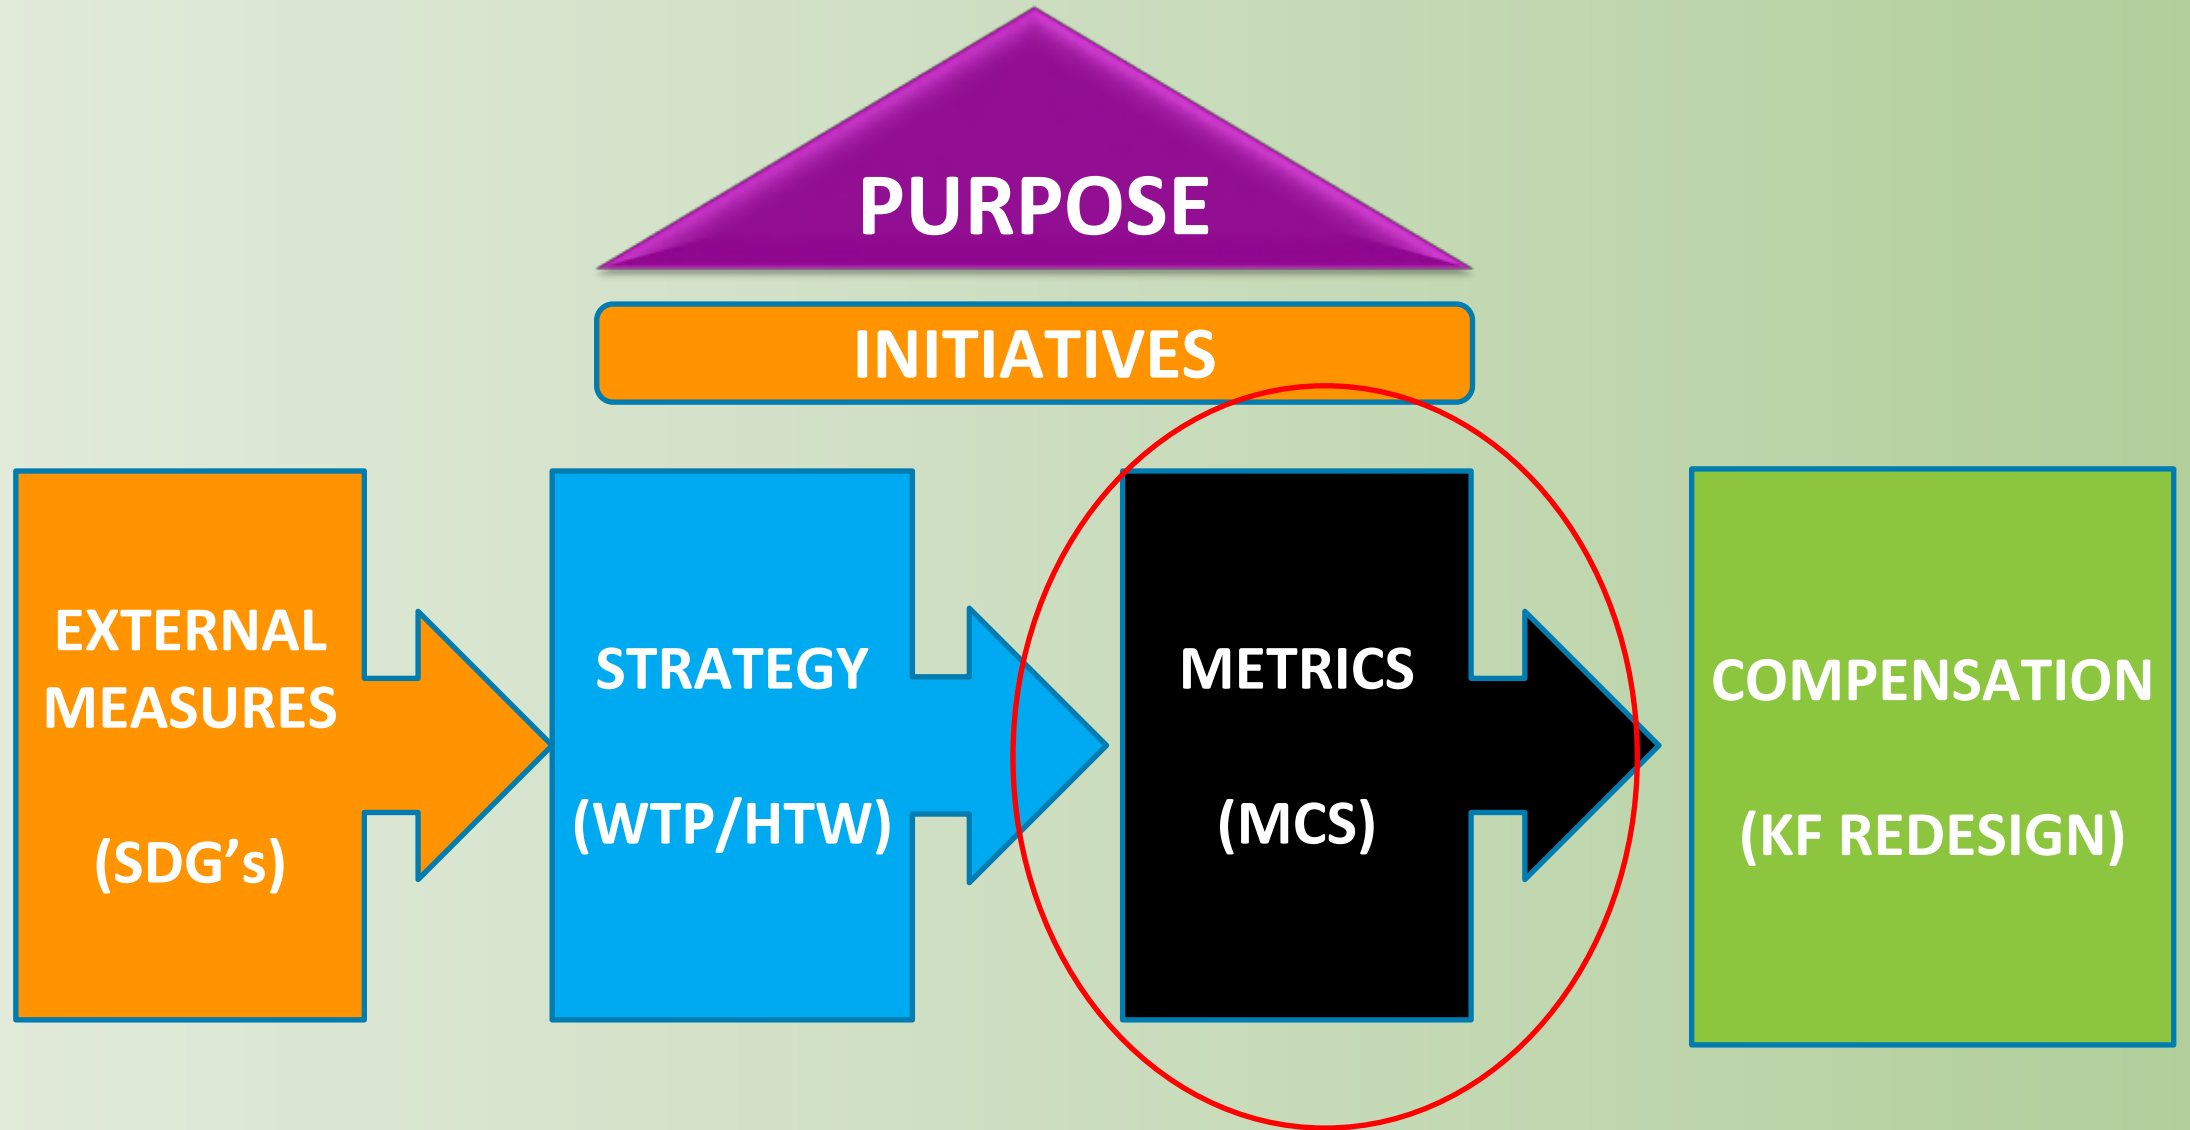 PURPOSE
INITIATIVES
EXTERNAL
MEASURES
(SDG’s)
STRATEGY
(WTP/HTW)
METRICS
(MCS)
COMPENSATION
(KF REDESIGN)